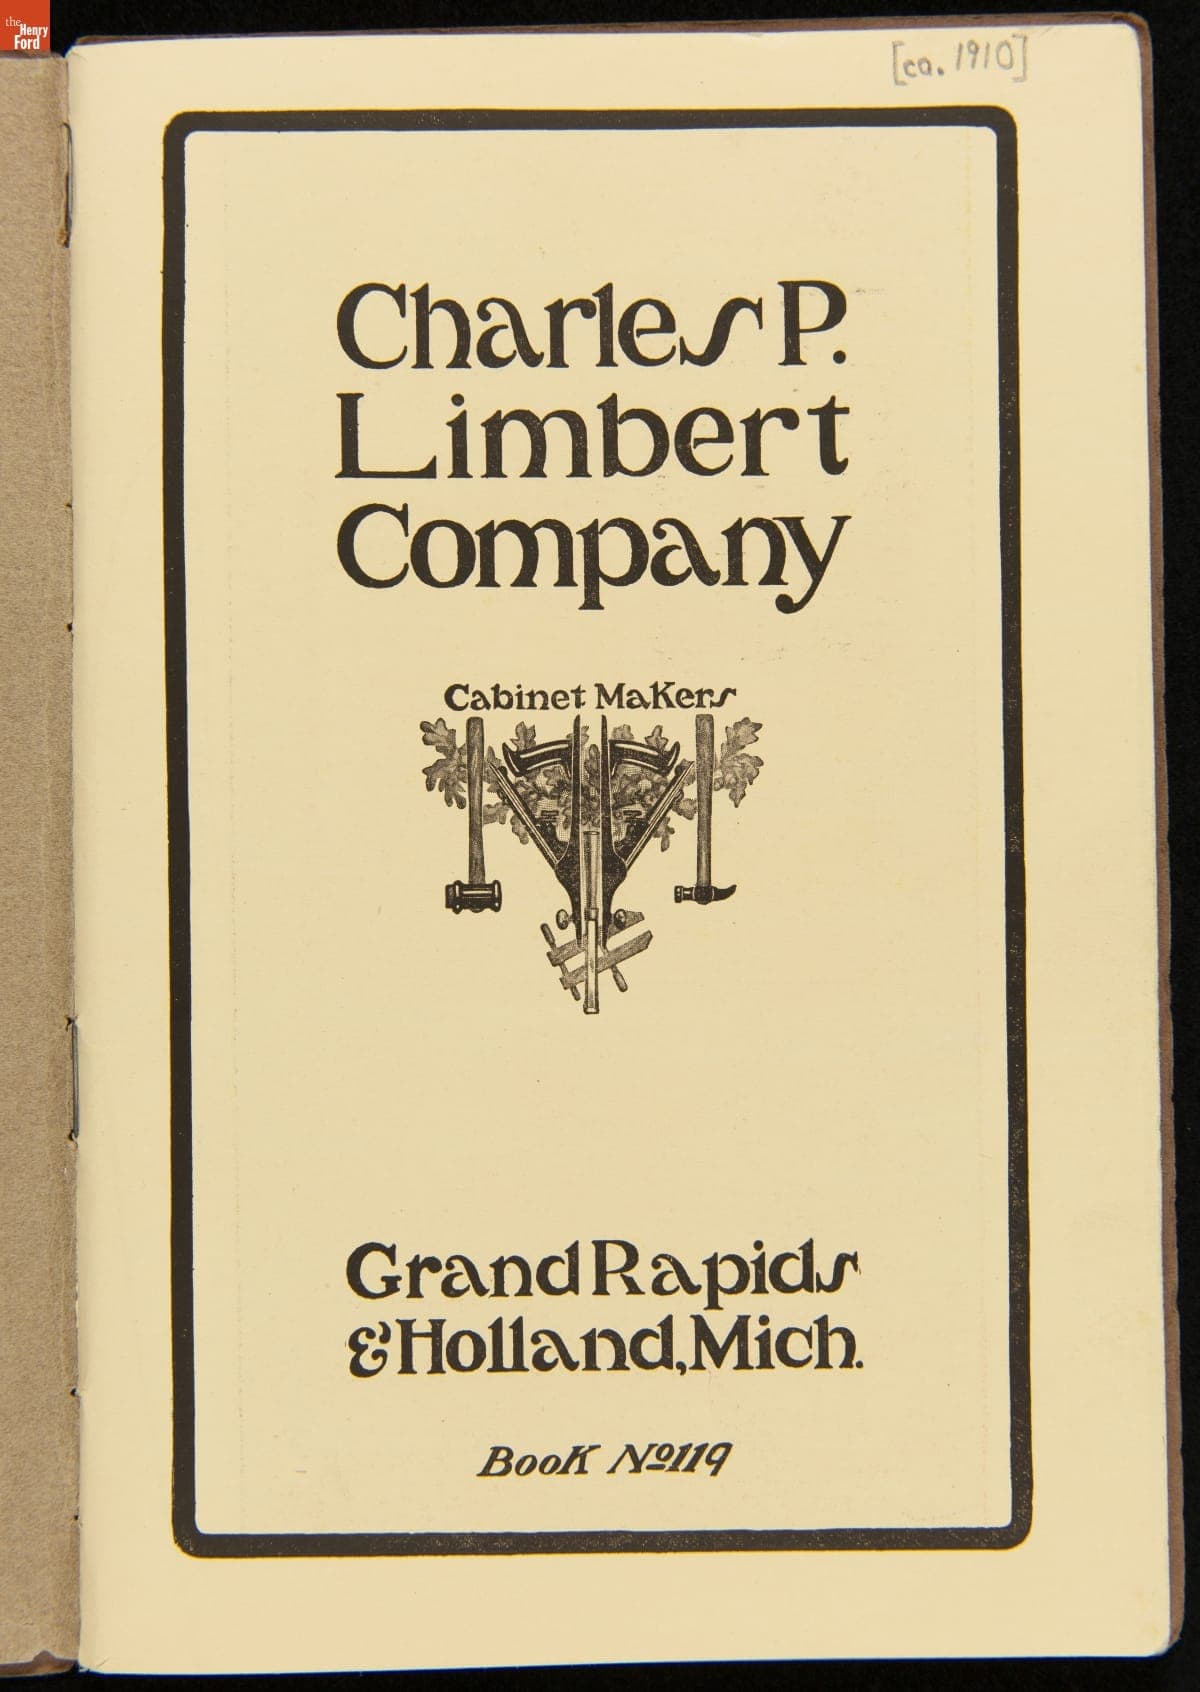 the
Henry
Ford
[ca. 1910]
Charles P.
Limbert
Company
Cabinet Makers
Grand Rapids
& Holland, Mich.
Book No 119